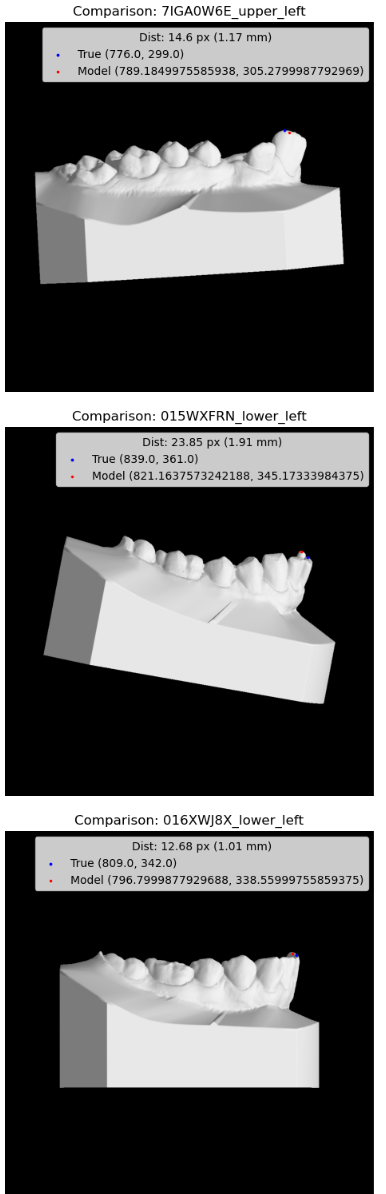 Comparison: 7IGA0W6E_upper_left
Dist: 14.6 px (1.17 mm)
True (776.0, 299.0)
Model (789.1849975585938, 305.2799987792969)
Comparison: 015WXFRN_lower_left
Dist: 23.85 px (1.91 mm)
True (839.0, 361.0)
Model (821.1637573242188, 345.17333984375)
Comparison: 016XWJ8X_lower_left
Dist: 12.68 px (1.01 mm)
True (809.0, 342.0)
Model (796.7999877929688, 338.55999755859375)